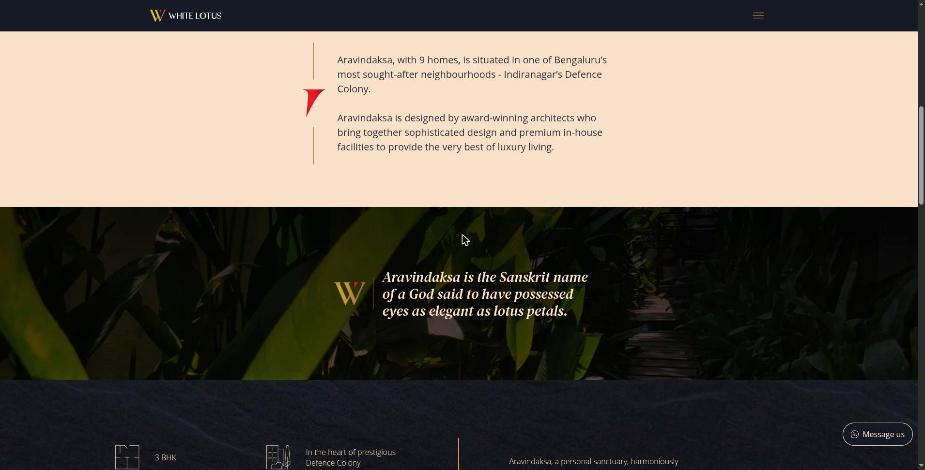 WHITE LOTUS
Aravindaksa, with 9 homes, is situated in one of Bengaluru's
most sought-after neighbourhoods - Indiranagar's Defence
Colony.
Aravindaksa is designed by award-winning architects who
bring together sophisticated design and premium in-house
facilities to provide the very best of luxury living.
Aravindaksa is the Sanskrit name
of a God said to have possessed
eyes as elegant as lotus petals.
Message us
3 BHK
In the heart of prestigious
Defence Colony
Aravindaksa, a personal sanctuary, harmoniously